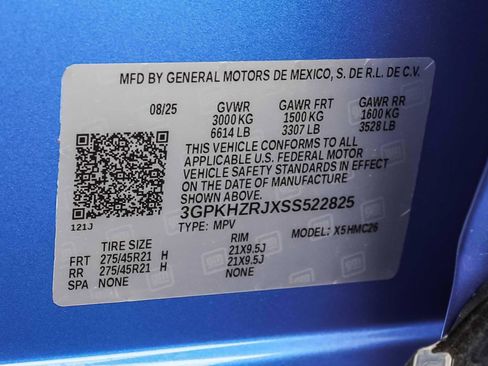 MFD BY GENERAL MOTORS DE MEXICO, S. DE R.L. DE C.V.
08/25 GVWR GAWR FRT GAWR RR
3000 KG 1500 KG 1600 KG
6614 LB 3307 LB 3528 LB
THIS VEHICLE CONFORMS TO ALL
APPLICABLE U.S. FEDERAL MOTOR
VEHICLE SAFETY STANDARDS IN EFFECT
ON THE DATE OF MANUFACTURE SHOWN ABOVE.
3GPKHZRJXSS522825
121J TYPE: MPV MODEL: X5HMC26
TIRE SIZE RIM
FRT 275/45R21 H 21X9.5J
RR 275/45R21 H 21X9.5J
SPA NONE NONE